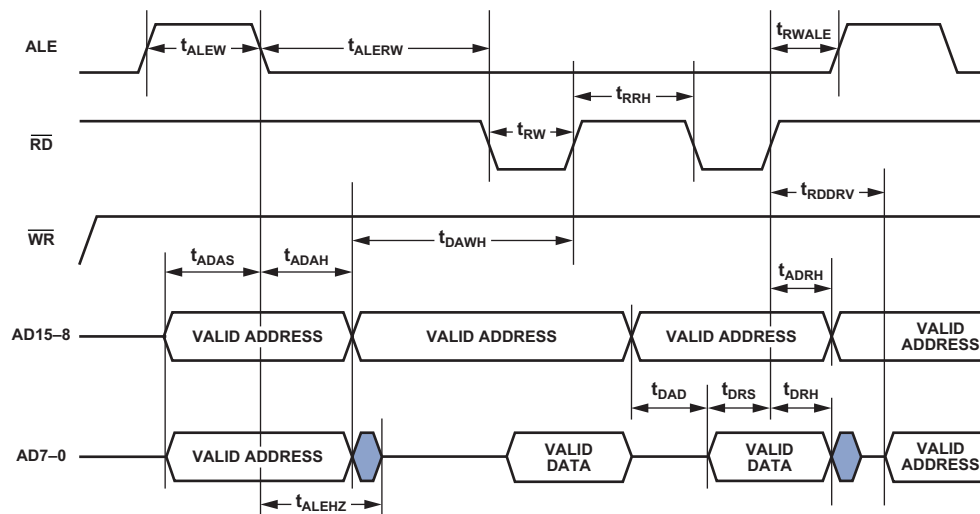 ALE
tALEW
tALERW
tRWALE
RD
tRW
tRRH
tRDDRV
WR
tDAWH
tADAS
tADAH
tADRH
AD15–8
VALID ADDRESS
VALID ADDRESS
VALID ADDRESS
VALID
ADDRESS
tDAD
tDRS
tDRH
AD7–0
VALID ADDRESS
VALID
DATA
VALID
DATA
VALID
ADDRESS
tALEHZ